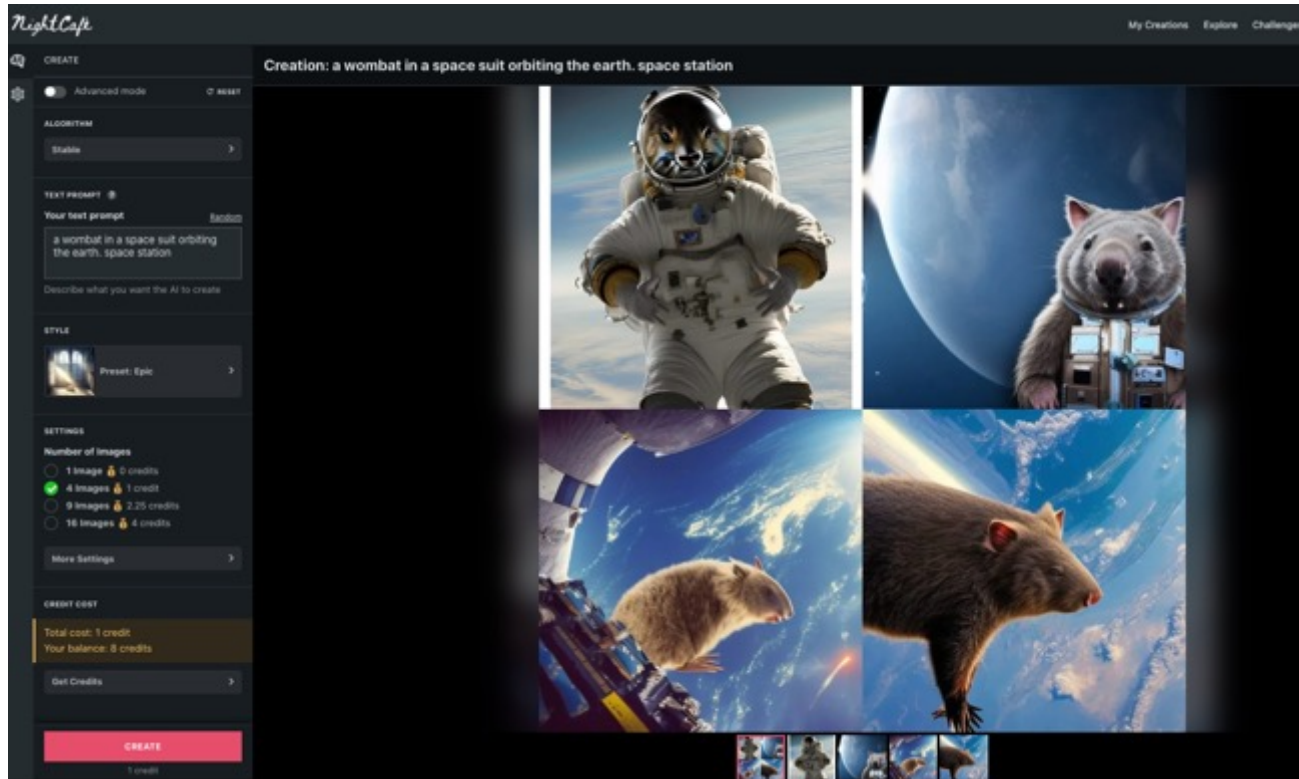 NightCafe
My Creations Explore Challenges
CREATE
Creation: a wombat in a space suit orbiting the earth. space station
Advanced mode RESET
ALGORITHM
Stable
TEXT PROMPT
Your text prompt Random
a wombat in a space suit orbiting
the earth. space station
Describe what you want the AI to create
STYLE
Preset: Epic
SETTINGS
Number of Images
1 Image 0 credits
4 Images 1 credit
9 Images 2.25 credits
16 Images 4 credits
More Settings
CREDIT COST
Total cost: 1 credit
Your balance: 8 credits
Get Credits
CREATE
1 credit